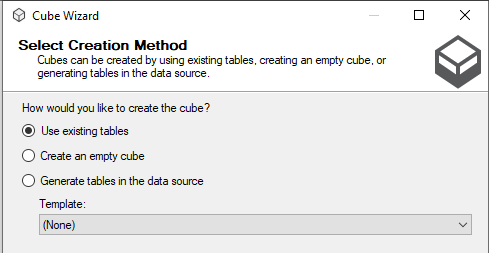 Cube Wizard
Select Creation Method
Cubes can be created by using existing tables, creating an empty cube, or
generating tables in the data source.
How would you like to create the cube?
Use existing tables
Create an empty cube
Generate tables in the data source
Template:
(None)